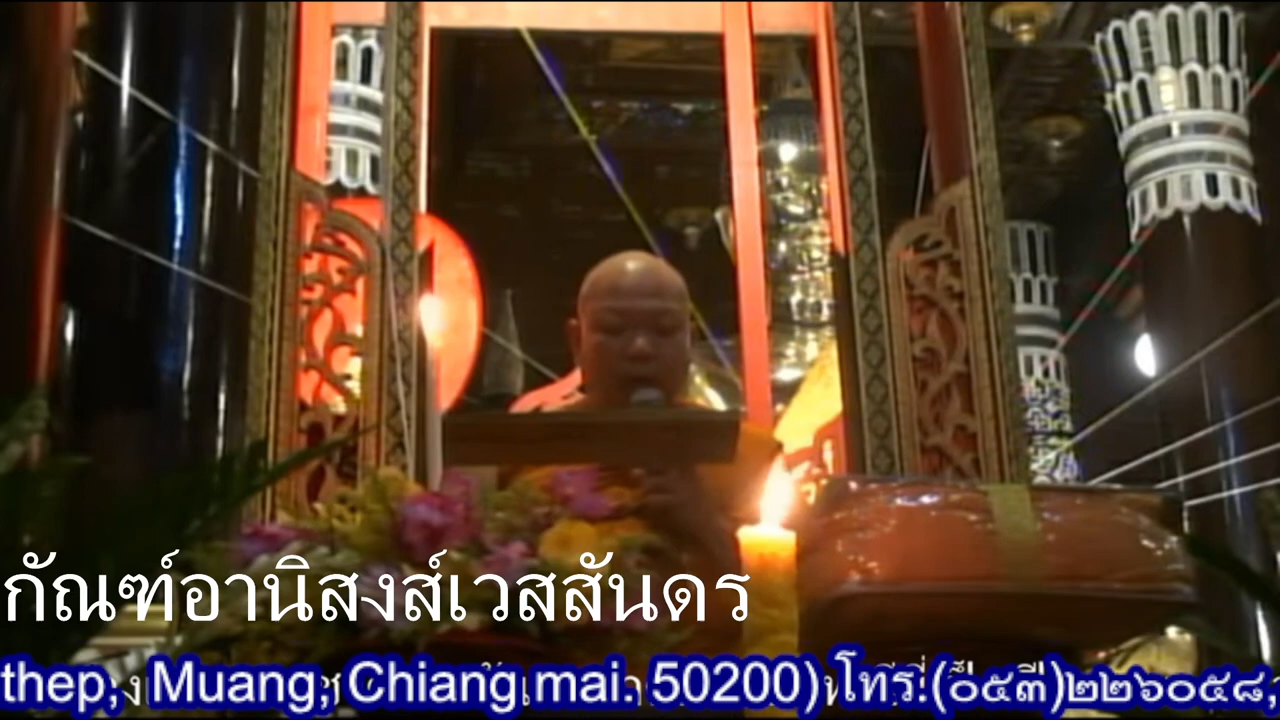 กัณฑ์อานิสงส์เวสสันดร
thep, Muang, Chiang mai. 50200) โทร.(๐๕๓)๒๒๖๐๕๘,